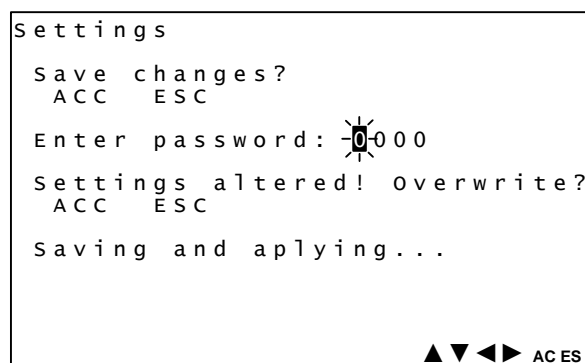 Settings
Save changes?
ACC ESC
Enter password: 0000
Settings altered! Overwrite?
ACC ESC
Saving and aplying...
▲ ▼ ◀ ▶ AC ES